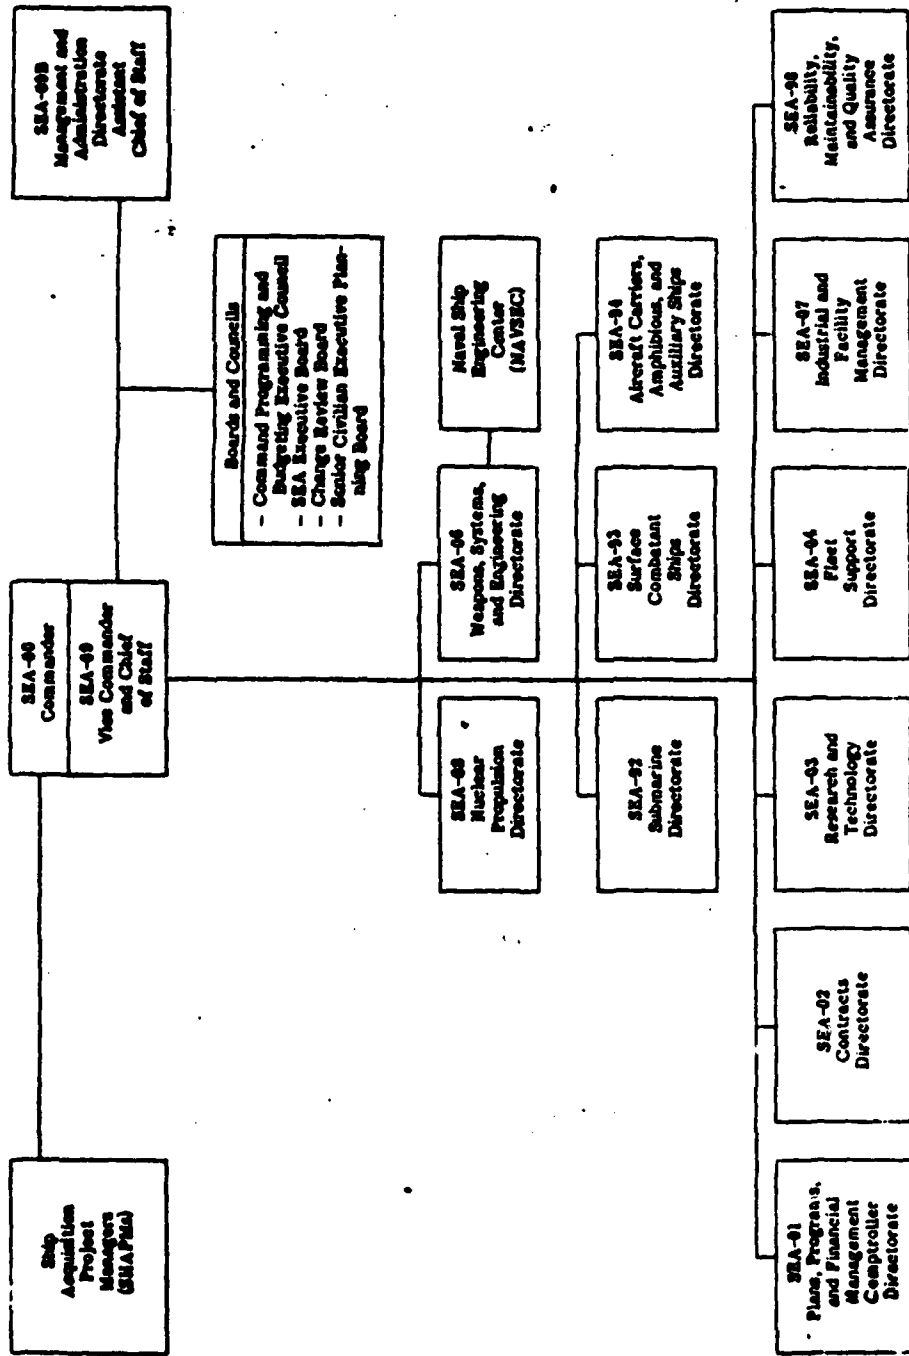 Ship
Acquisition
Project
Managers
(SHAPMs)
SEA-00
Commander
SEA-09
Vice Commander
and Chief
of Staff
SEA-09B
Management and
Administration
Directorate
Assistant
Chief of Staff
Boards and Councils
- Command Programming and
Budgeting Executive Council
- SEA Executive Board
- Change Review Board
- Senior Civilian Executive Plan-
ning Board
SEA-08
Nuclear
Propulsion
Directorate
SEA-06
Weapons, Systems,
and Engineering
Directorate
Naval Ship
Engineering
Center
(NAVSEC)
SEA-92
Submarine
Directorate
SEA-93
Surface
Combatant
Ships
Directorate
SEA-94
Aircraft Carriers,
Amphibious, and
Auxiliary Ships
Directorate
SEA-01
Plans, Programs,
and Financial
Management
Comptroller
Directorate
SEA-02
Contracts
Directorate
SEA-03
Research and
Technology
Directorate
SEA-04
Fleet
Support
Directorate
SEA-07
Industrial and
Facility
Management
Directorate
SEA-98
Reliability,
Maintainability,
and Quality
Assurance
Directorate